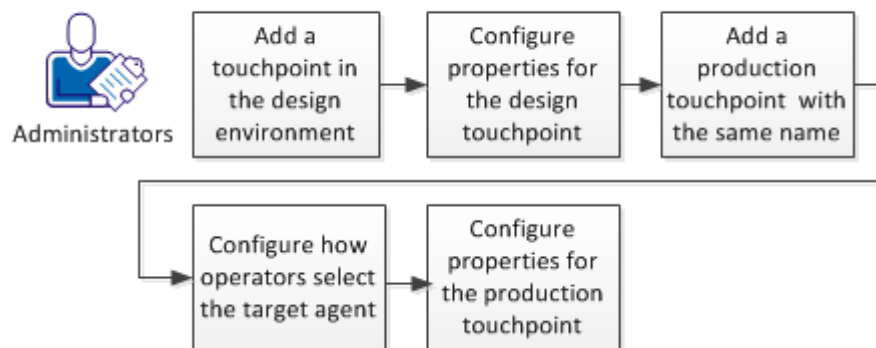 Administrators
Add a
touchpoint in
the design
environment
Configure
properties for
the design
touchpoint
Add a
production
touchpoint with
the same name
Configure how
operators select
the target agent
Configure
properties for
the production
touchpoint